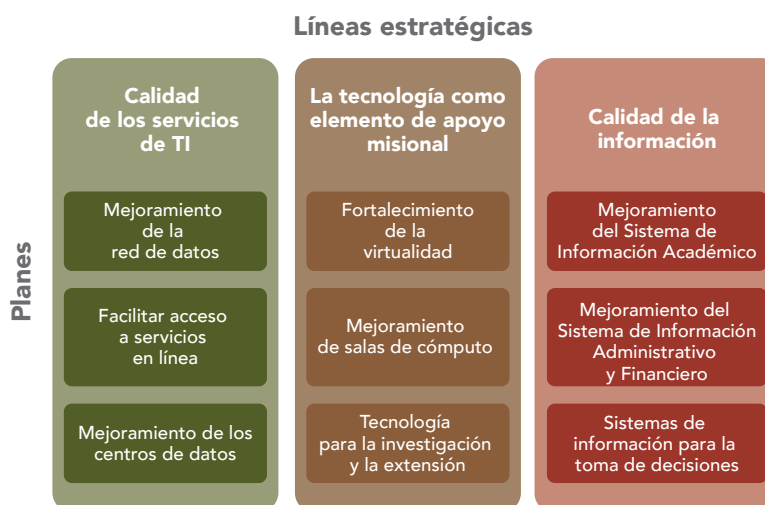 Líneas estratégicas
Planes
Calidad
de los servicios
de TI
Mejoramiento
de la
red de datos
Facilitar acceso
a servicios
en línea
Mejoramiento de los
centros de datos
La tecnología como
elemento de apoyo
misional
Fortalecimiento
de la
virtualidad
Mejoramiento
de salas de cómputo
Tecnología
para la investigación
y la extensión
Calidad de la
información
Mejoramiento
del Sistema de
Información Académico
Mejoramiento del
Sistema de Información
Administrativo
y Financiero
Sistemas de
información para la
toma de decisiones